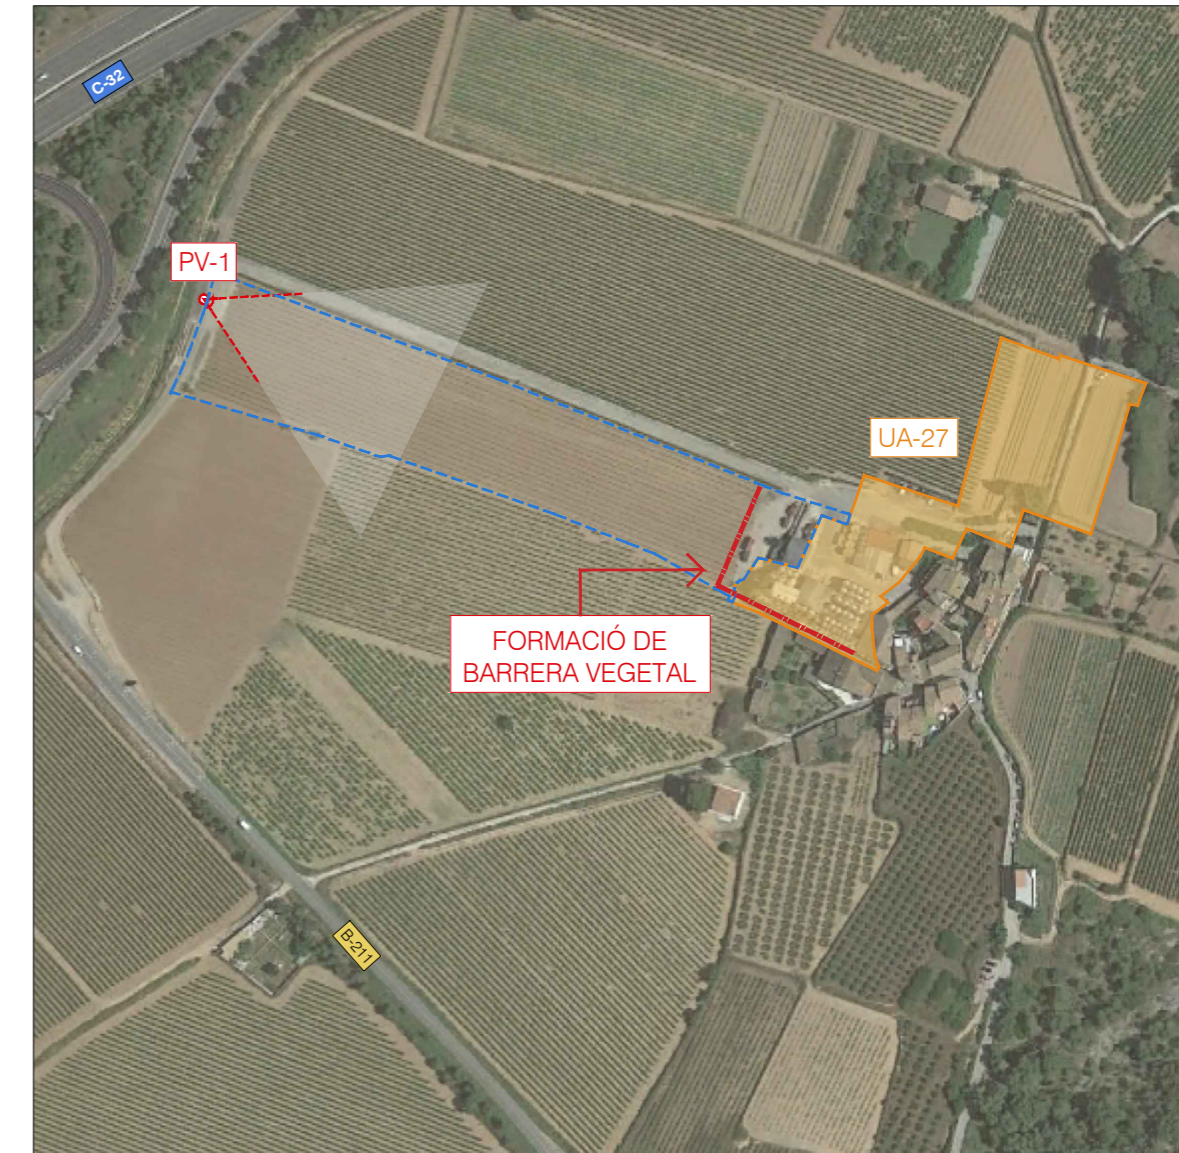 C-32
PV-1
UA-27
FORMACIÓ DE
BARRERA VEGETAL
B-211